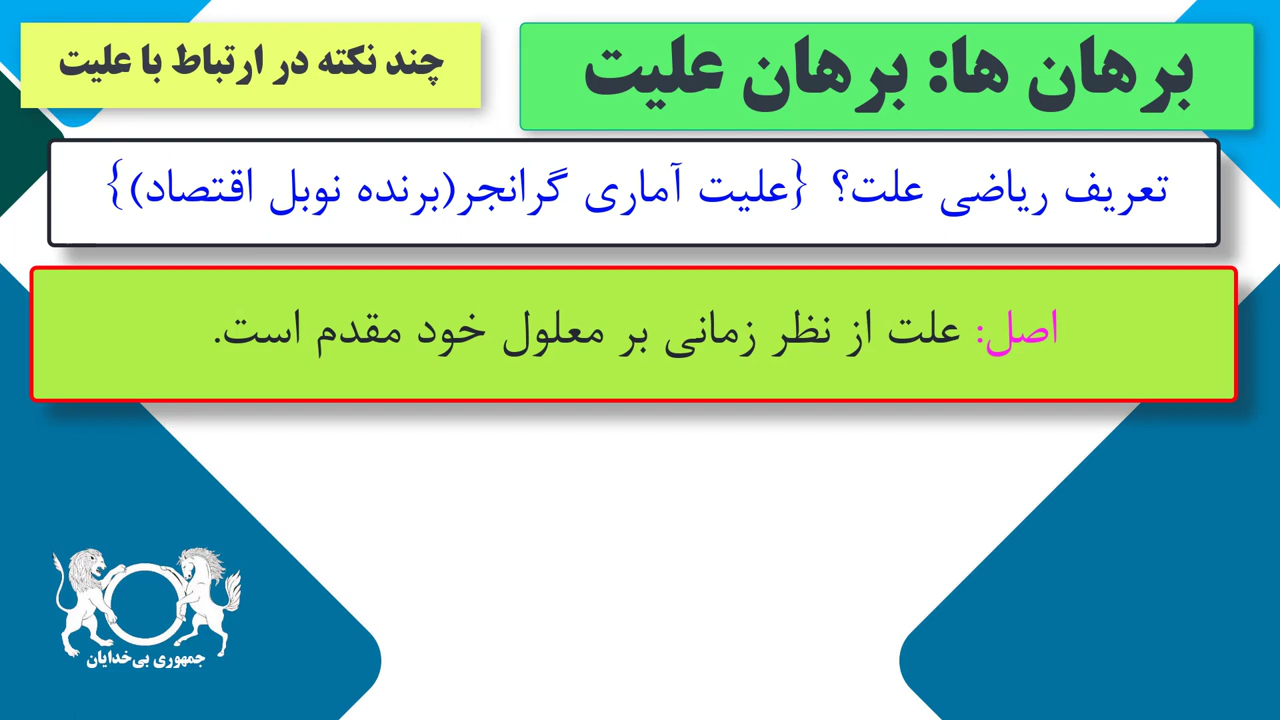 برهان ها: برهان علیت
چند نکته در ارتباط با علیت
تعریف ریاضی علت؟ {علیت آماری گرانجر(برنده نوبل اقتصاد)}
اصل: علت از نظر زمانی بر معلول خود مقدم است.
جمهوری بی‌خدایان